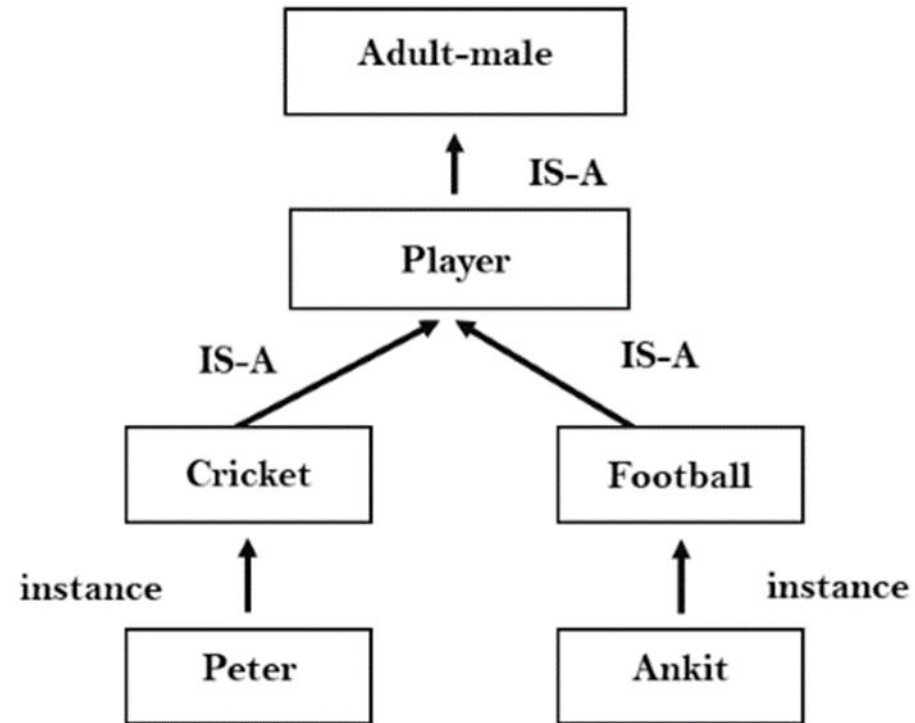 Adult-male
IS-A
Player
IS-A
IS-A
Cricket
Football
instance
instance
Peter
Ankit